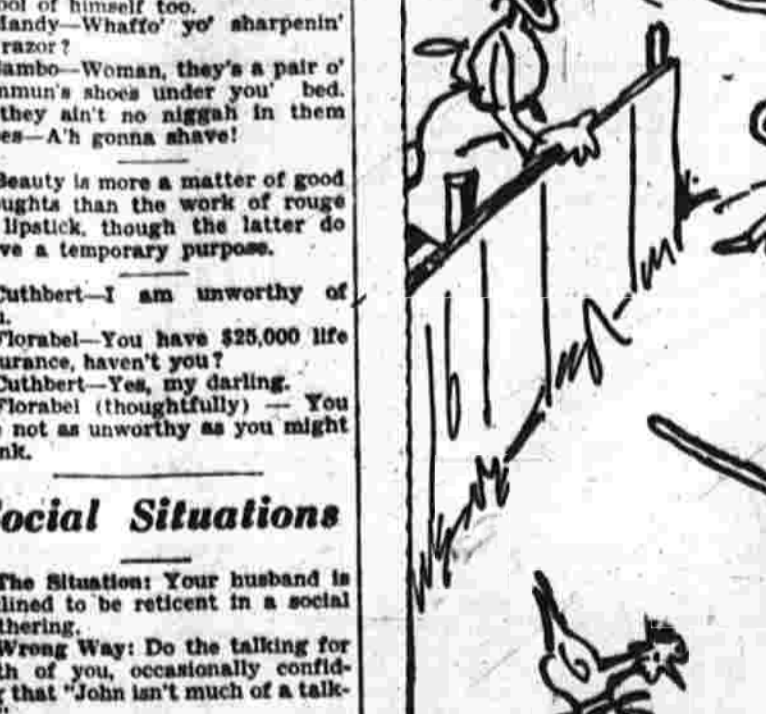 ool of himself too.
andy—Whaffo' yo' sharpenin'
razor?
ambo—Woman, they's a pair o'
nmun's shoes under you' bed.
they ain't no niggah in them
es—A'h gonna shave!
Beauty is more a matter of good
oughts than the work of rouge
lipstick, though the latter do
ve a temporary purpose.
Cuthbert—I am unworthy of
u.
Florabel—You have $25,000 life
urance, haven't you?
Cuthbert—Yes, my darling.
Florabel (thoughtfully) — You
not as unworthy as you might
nk.
ocial Situations
The Situation: Your husband is
lined to be reticent in a social
thering.
Wrong Way: Do the talking for
th of you, occasionally confid-
g that "John isn't much of a talk-